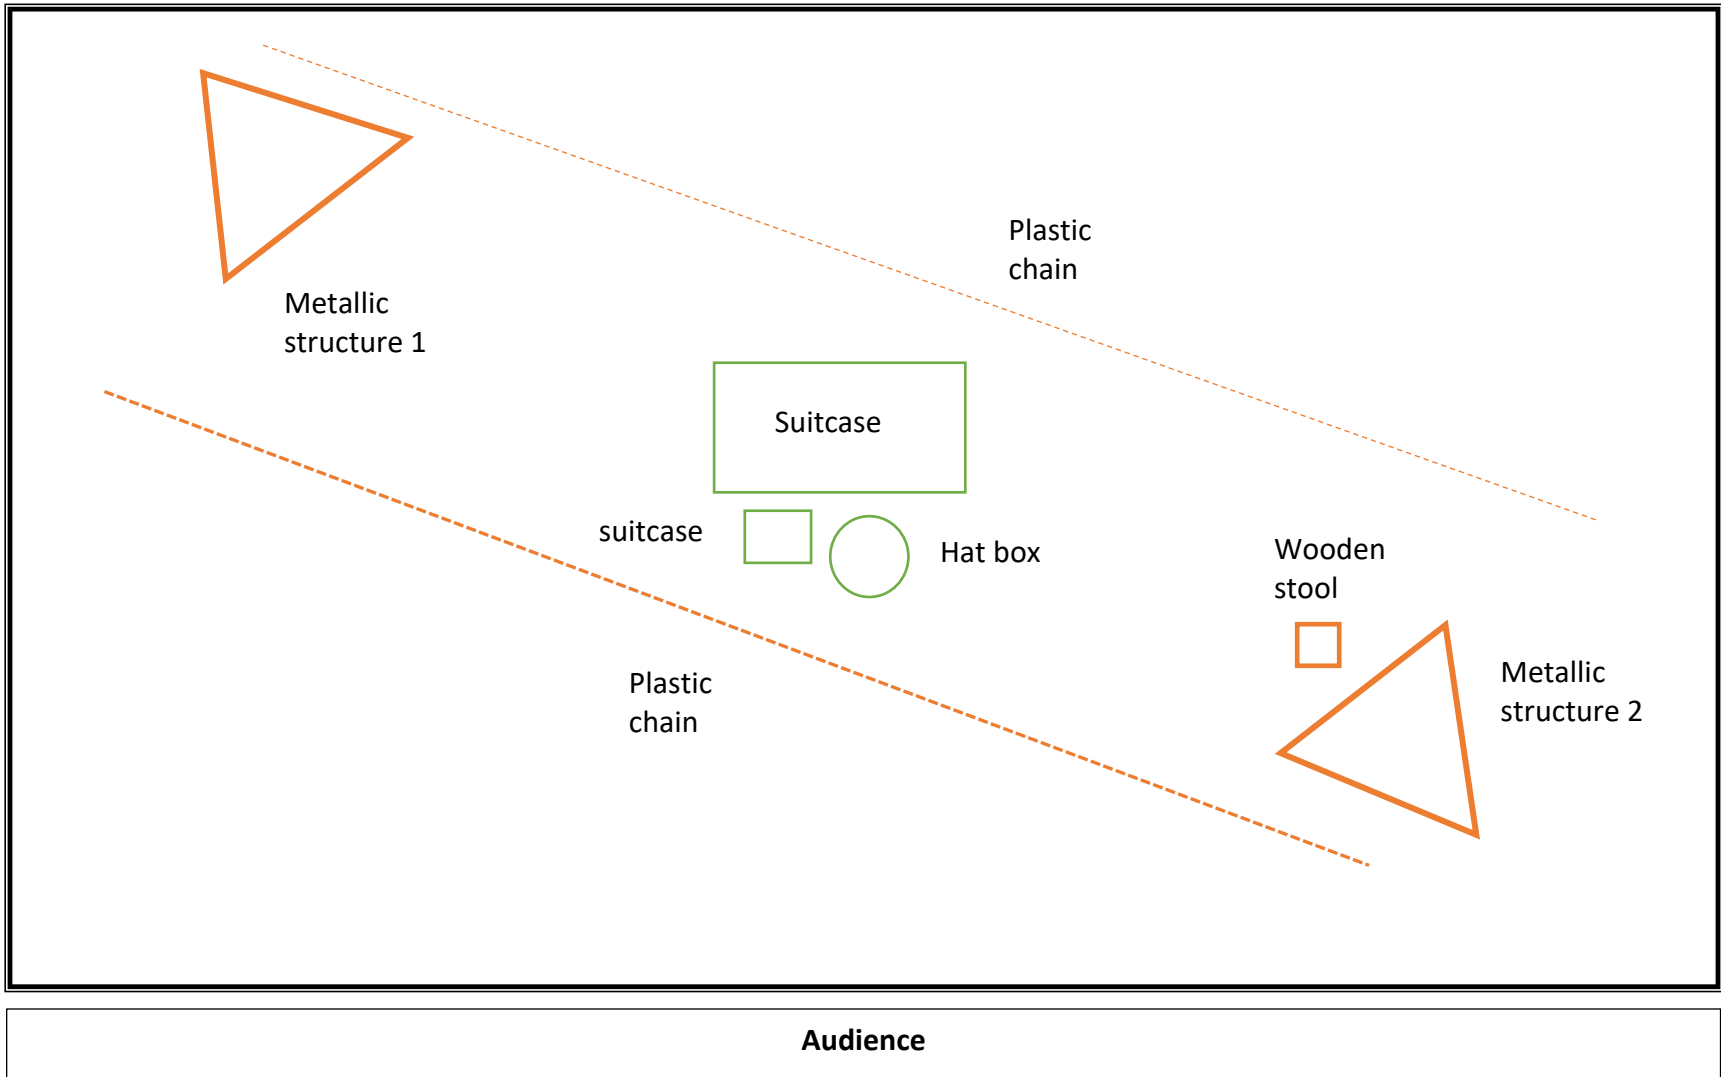 Plastic
chain
Metallic
structure 1
Suitcase
suitcase
Hat box
Wooden
stool
Plastic
chain
Metallic
structure 2
Audience